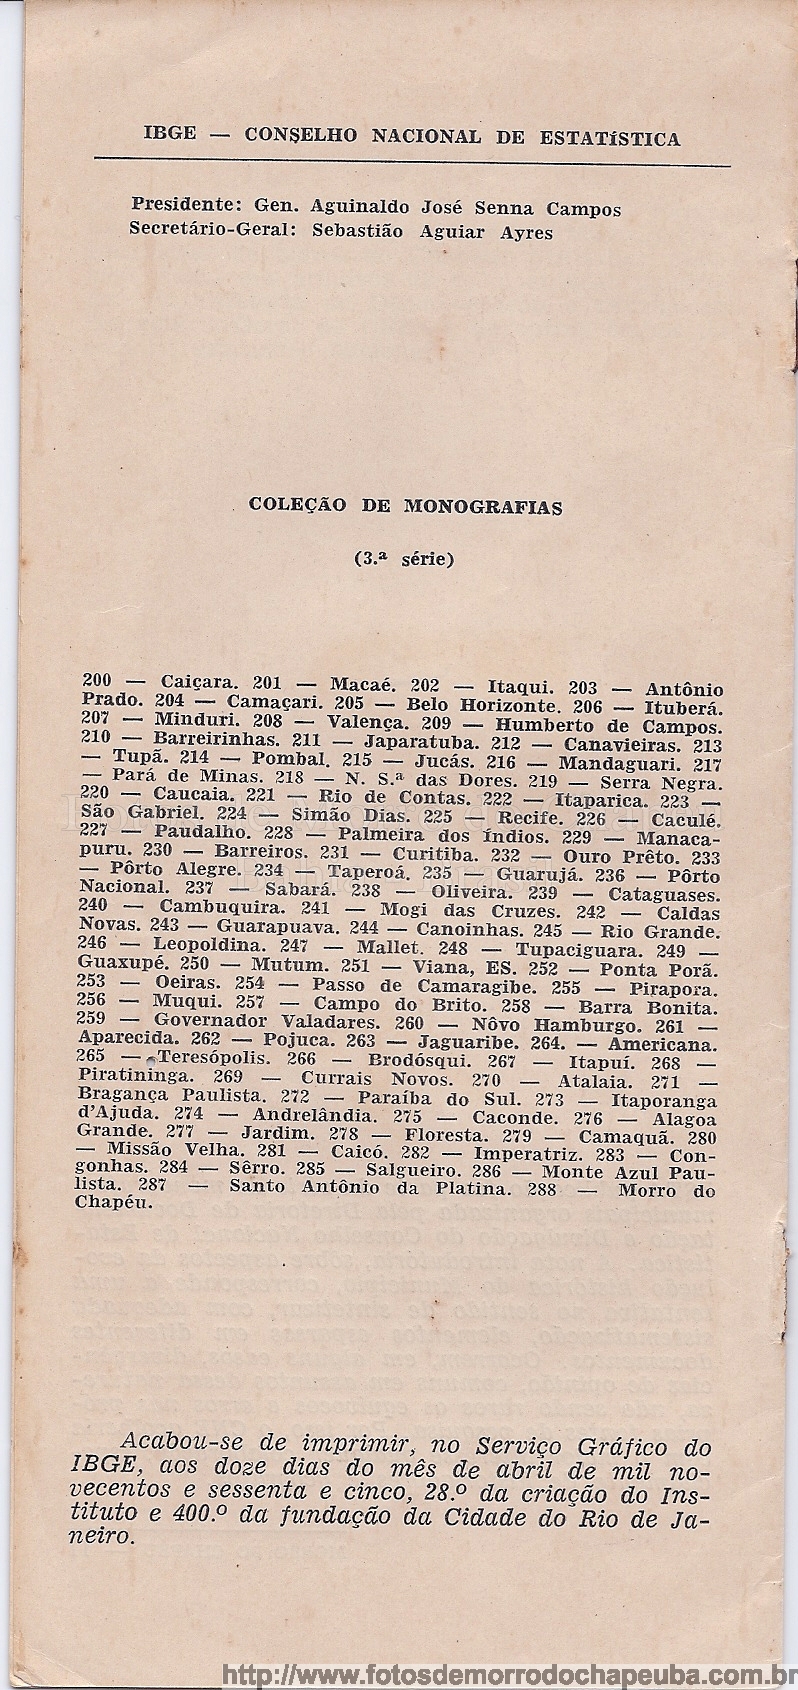 IBGE — CONSELHO NACIONAL DE ESTATÍSTICA
Presidente: Gen. Aguinaldo José Senna Campos
Secretário-Geral: Sebastião Aguiar Ayres
COLEÇÃO DE MONOGRAFIAS
(3.ª série)
200 — Caiçara. 201 — Macaé. 202 — Itaqui. 203 — Antônio
Prado. 204 — Camaçari. 205 — Belo Horizonte. 206 — Ituberá.
207 — Minduri. 208 — Valença. 209 — Humberto de Campos.
210 — Barreirinhas. 211 — Japaratuba. 212 — Canavieiras. 213
— Tupã. 214 — Pombal. 215 — Jucás. 216 — Mandaguari. 217
— Pará de Minas. 218 — N. S.ª das Dores. 219 — Serra Negra.
220 — Caucaia. 221 — Rio de Contas. 222 — Itaparica. 223 —
São Gabriel. 224 — Simão Dias. 225 — Recife. 226 — Caculé.
227 — Paudalho. 228 — Palmeira dos Índios. 229 — Manaca-
puru. 230 — Barreiros. 231 — Curitiba. 232 — Ouro Prêto. 233
— Pôrto Alegre. 234 — Taperoá. 235 — Guarujá. 236 — Pôrto
Nacional. 237 — Sabará. 238 — Oliveira. 239 — Cataguases.
240 — Cambuquira. 241 — Mogi das Cruzes. 242 — Caldas
Novas. 243 — Guarapuava. 244 — Canoinhas. 245 — Rio Grande.
246 — Leopoldina. 247 — Mallet. 248 — Tupaciguara. 249 —
Guaxupé. 250 — Mutum. 251 — Viana, ES. 252 — Ponta Porã.
253 — Oeiras. 254 — Passo de Camaragibe. 255 — Pirapora.
256 — Muqui. 257 — Campo do Brito. 258 — Barra Bonita.
259 — Governador Valadares. 260 — Nôvo Hamburgo. 261 —
Aparecida. 262 — Pojuca. 263 — Jaguaribe. 264. — Americana.
265 — Teresópolis. 266 — Brodósqui. 267 — Itapuí. 268 —
Piratininga. 269 — Currais Novos. 270 — Atalaia. 271 —
Bragança Paulista. 272 — Paraíba do Sul. 273 — Itaporanga
d'Ajuda. 274 — Andrelândia. 275 — Caconde. 276 — Alagoa
Grande. 277 — Jardim. 278 — Floresta. 279 — Camaquã. 280
— Missão Velha. 281 — Caicó. 282 — Imperatriz. 283 — Con-
gonhas. 284 — Sêrro. 285 — Salgueiro. 286 — Monte Azul Pau-
lista. 287 — Santo Antônio da Platina. 288 — Morro do
Chapéu.
Acabou-se de imprimir, no Serviço Gráfico do
IBGE, aos doze dias do mês de abril de mil no-
vecentos e sessenta e cinco, 28.º da criação do Ins-
tituto e 400.º da fundação da Cidade do Rio de Ja-
neiro.
http://www.fotosdemorrodochapeuba.com.br